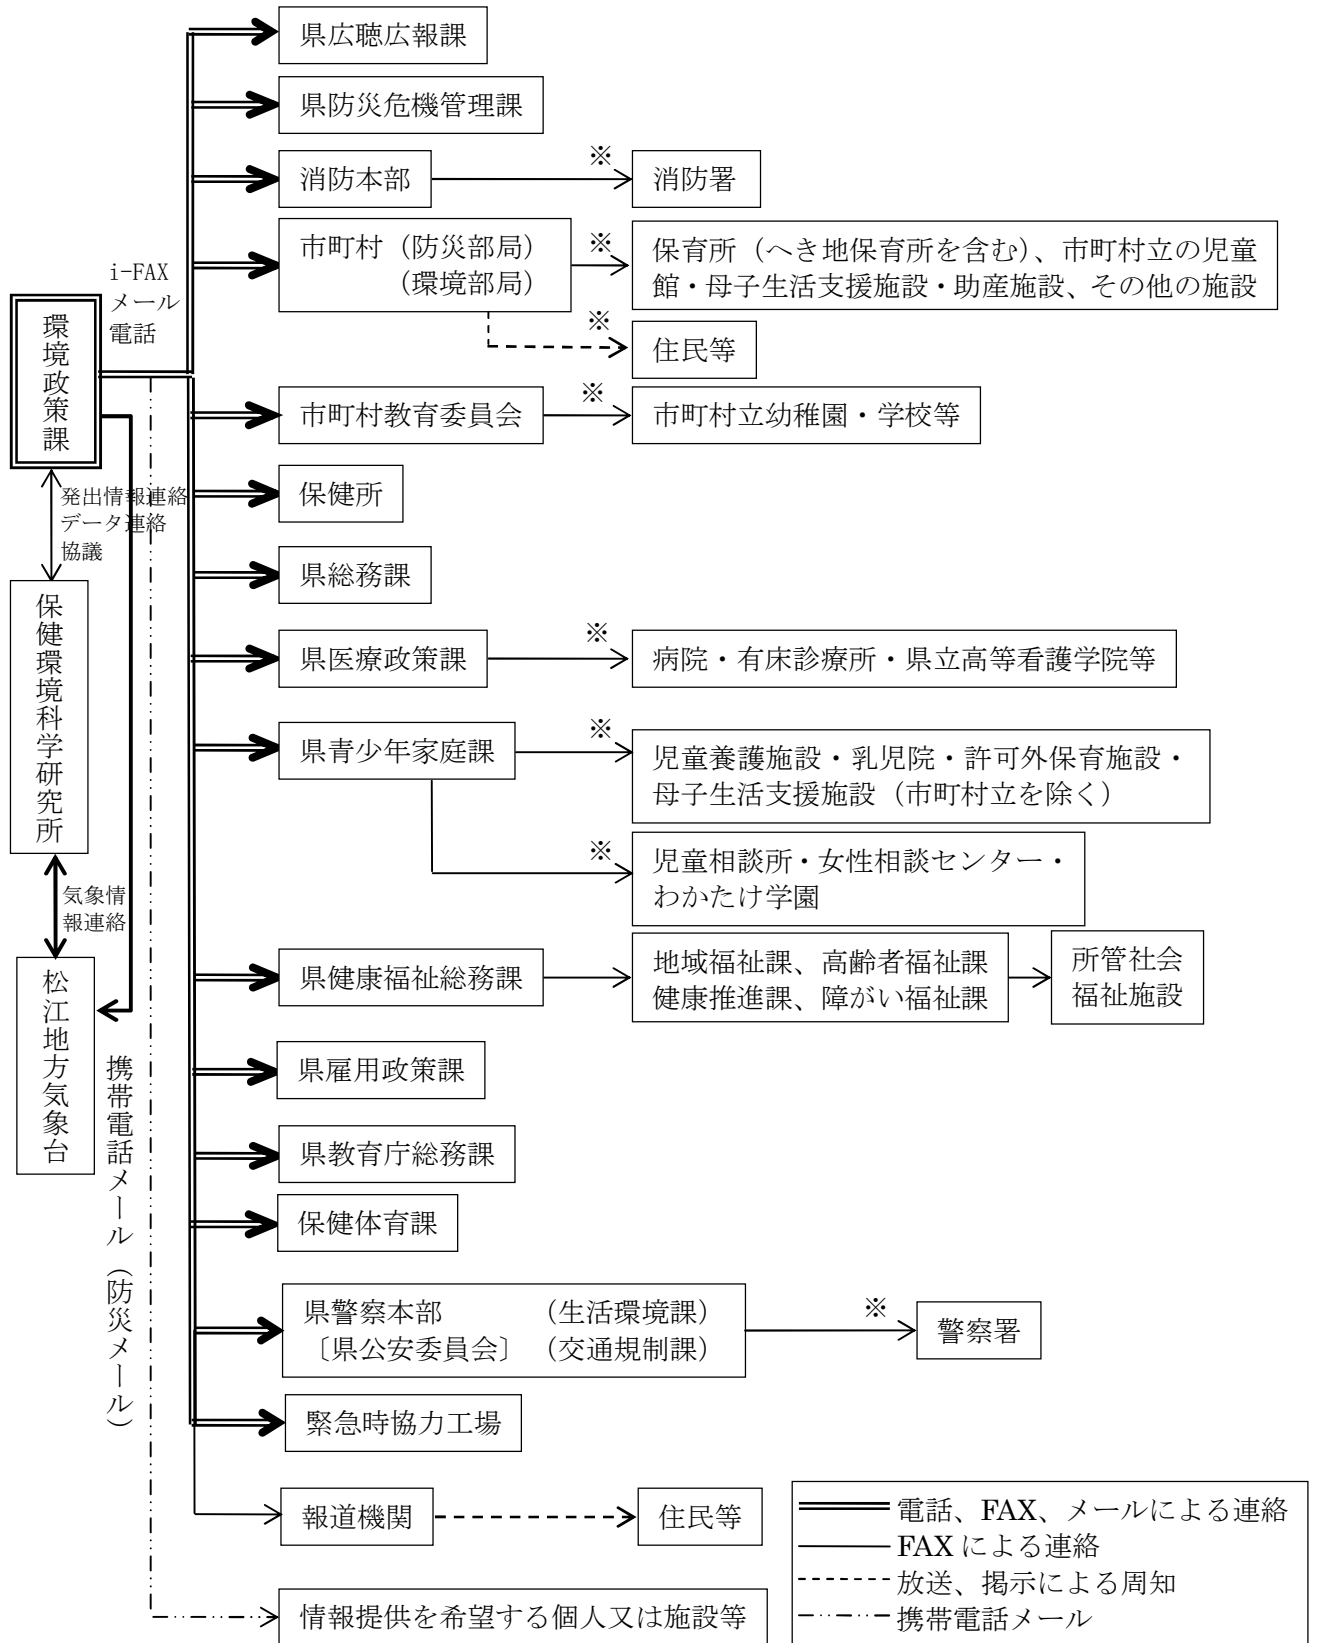 県広聴広報課
県防災危機管理課
消防本部
※
消防署
市町村（防災部局）
（環境部局）
※
保育所（へき地保育所を含む）、市町村立の児童
館・母子生活支援施設・助産施設、その他の施設
※
住民等
i-FAX
メール
電話
環境政策課
市町村教育委員会
※
市町村立幼稚園・学校等
発出情報連絡
データ連絡
協議
保健所
県総務課
保健環境科学研究所
県医療政策課
※
病院・有床診療所・県立高等看護学院等
県青少年家庭課
※
児童養護施設・乳児院・許可外保育施設・
母子生活支援施設（市町村立を除く）
※
児童相談所・女性相談センター・
わかたけ学園
気象情
報連絡
松江地方気象台
県健康福祉総務課
地域福祉課、高齢者福祉課
健康推進課、障がい福祉課
所管社会
福祉施設
携帯電話メール（防災メール）
県雇用政策課
県教育庁総務課
保健体育課
県警察本部　　　（生活環境課）
〔県公安委員会〕（交通規制課）
※
警察署
緊急時協力工場
報道機関
住民等
情報提供を希望する個人又は施設等
電話、FAX、メールによる連絡
FAXによる連絡
放送、掲示による周知
携帯電話メール